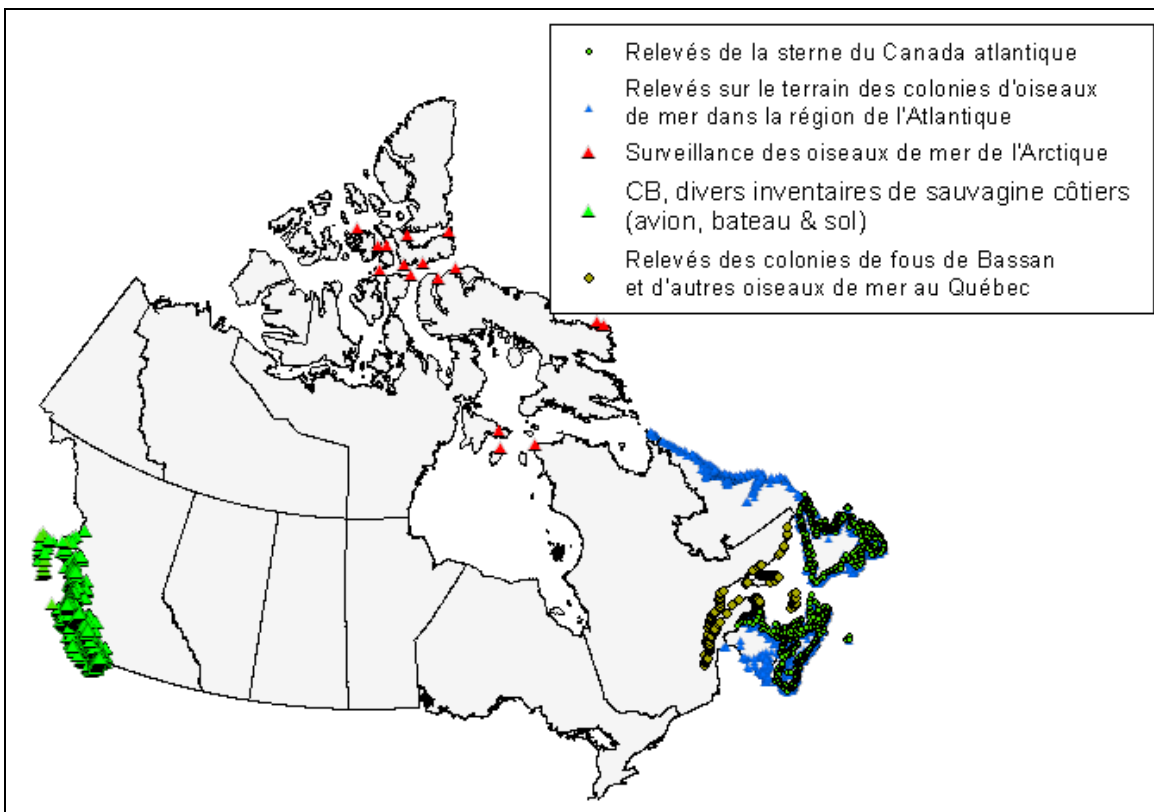 Relevés de la sterne du Canada atlantique
Relevés sur le terrain des colonies d'oiseaux
de mer dans la région de l'Atlantique
Surveillance des oiseaux de mer de l'Arctique
CB, divers inventaires de sauvagine côtiers
(avion, bateau & sol)
Relevés des colonies de fous de Bassan
et d'autres oiseaux de mer au Québec